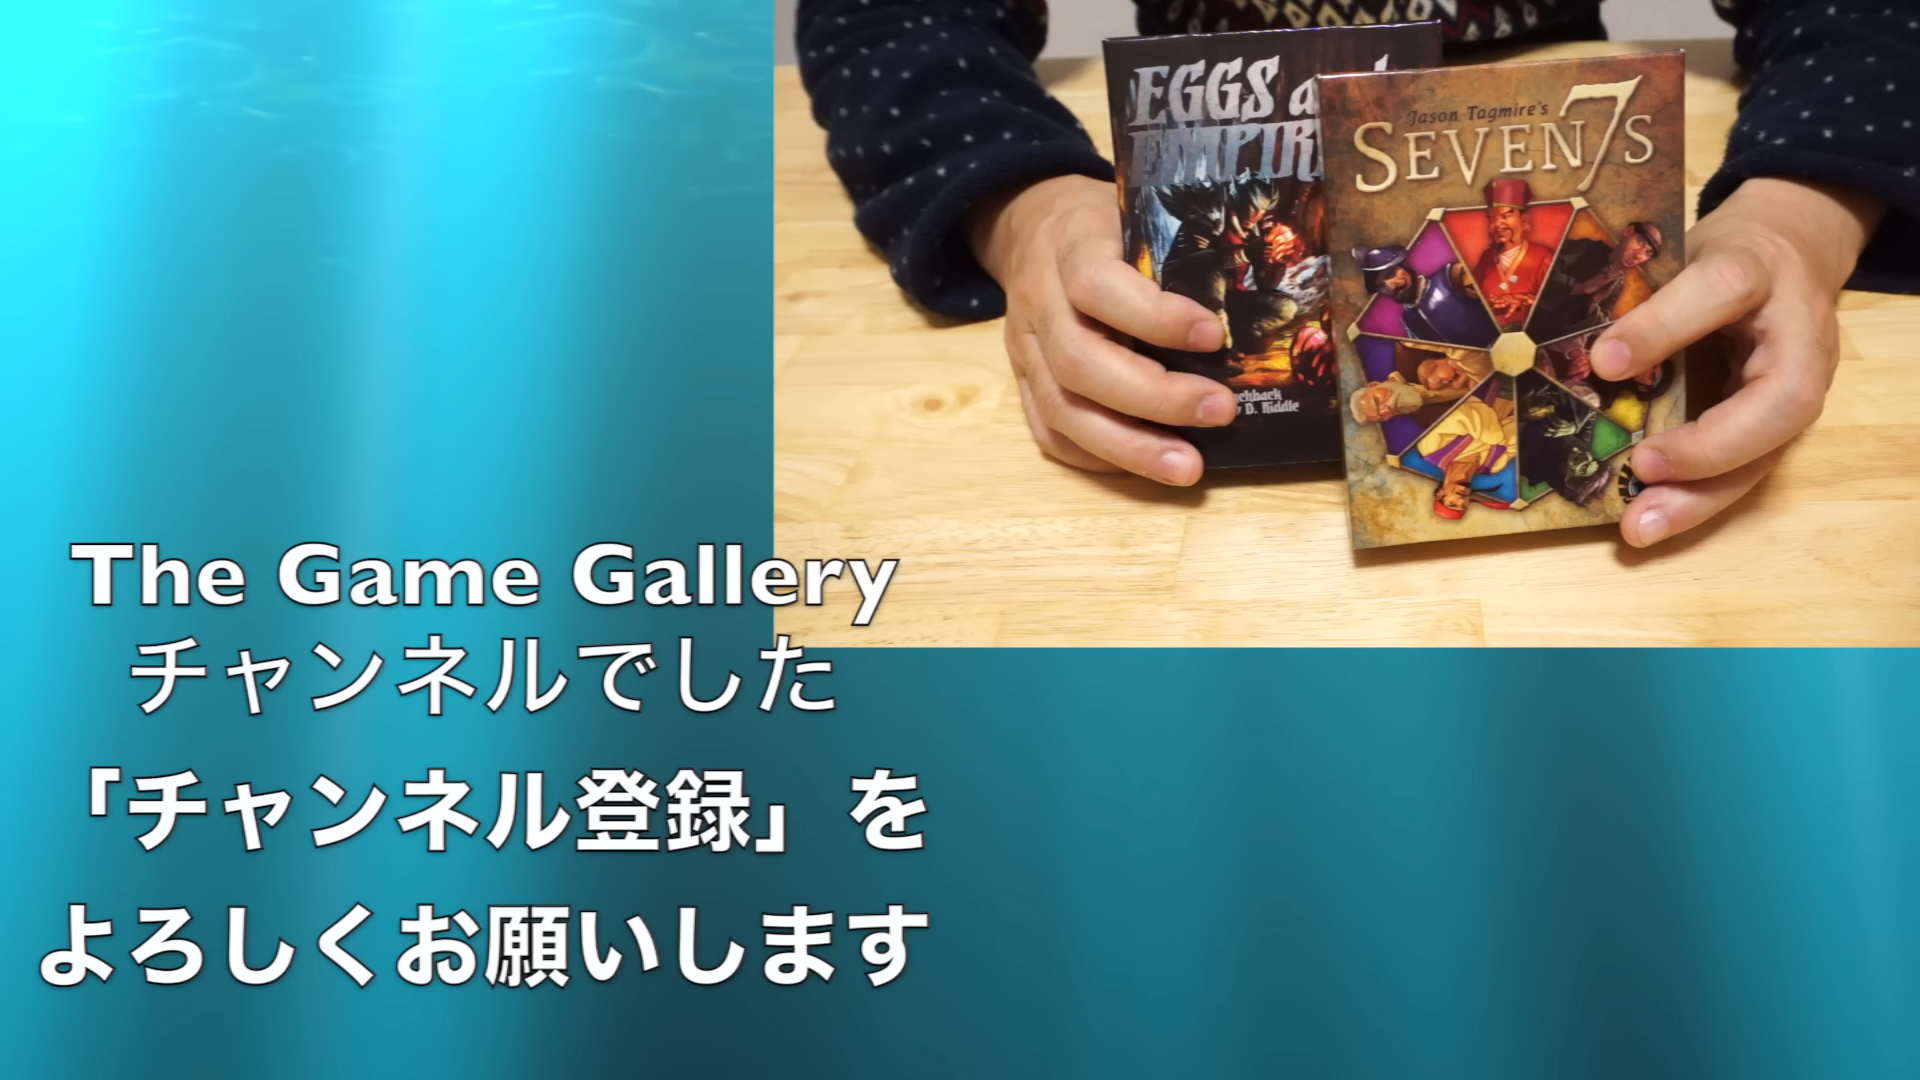 EGGS
Jason Tagmire's
SEVEN7S
D. Riddle
The Game Gallery
チャンネルでした
「チャンネル登録」を
よろしくお願いします